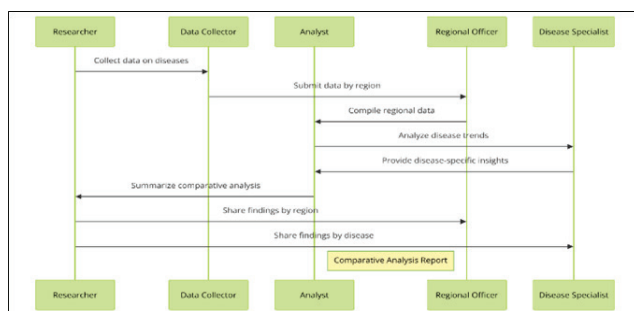 Researcher
Data Collector
Analyst
Regional Officer
Disease Specialist
Collect data on diseases
Submit data by region
Compile regional data
Analyze disease trends
Provide disease-specific insights
Summarize comparative analysis
Share findings by region
Share findings by disease
Comparative Analysis Report
Researcher
Data Collector
Analyst
Regional Officer
Disease Specialist